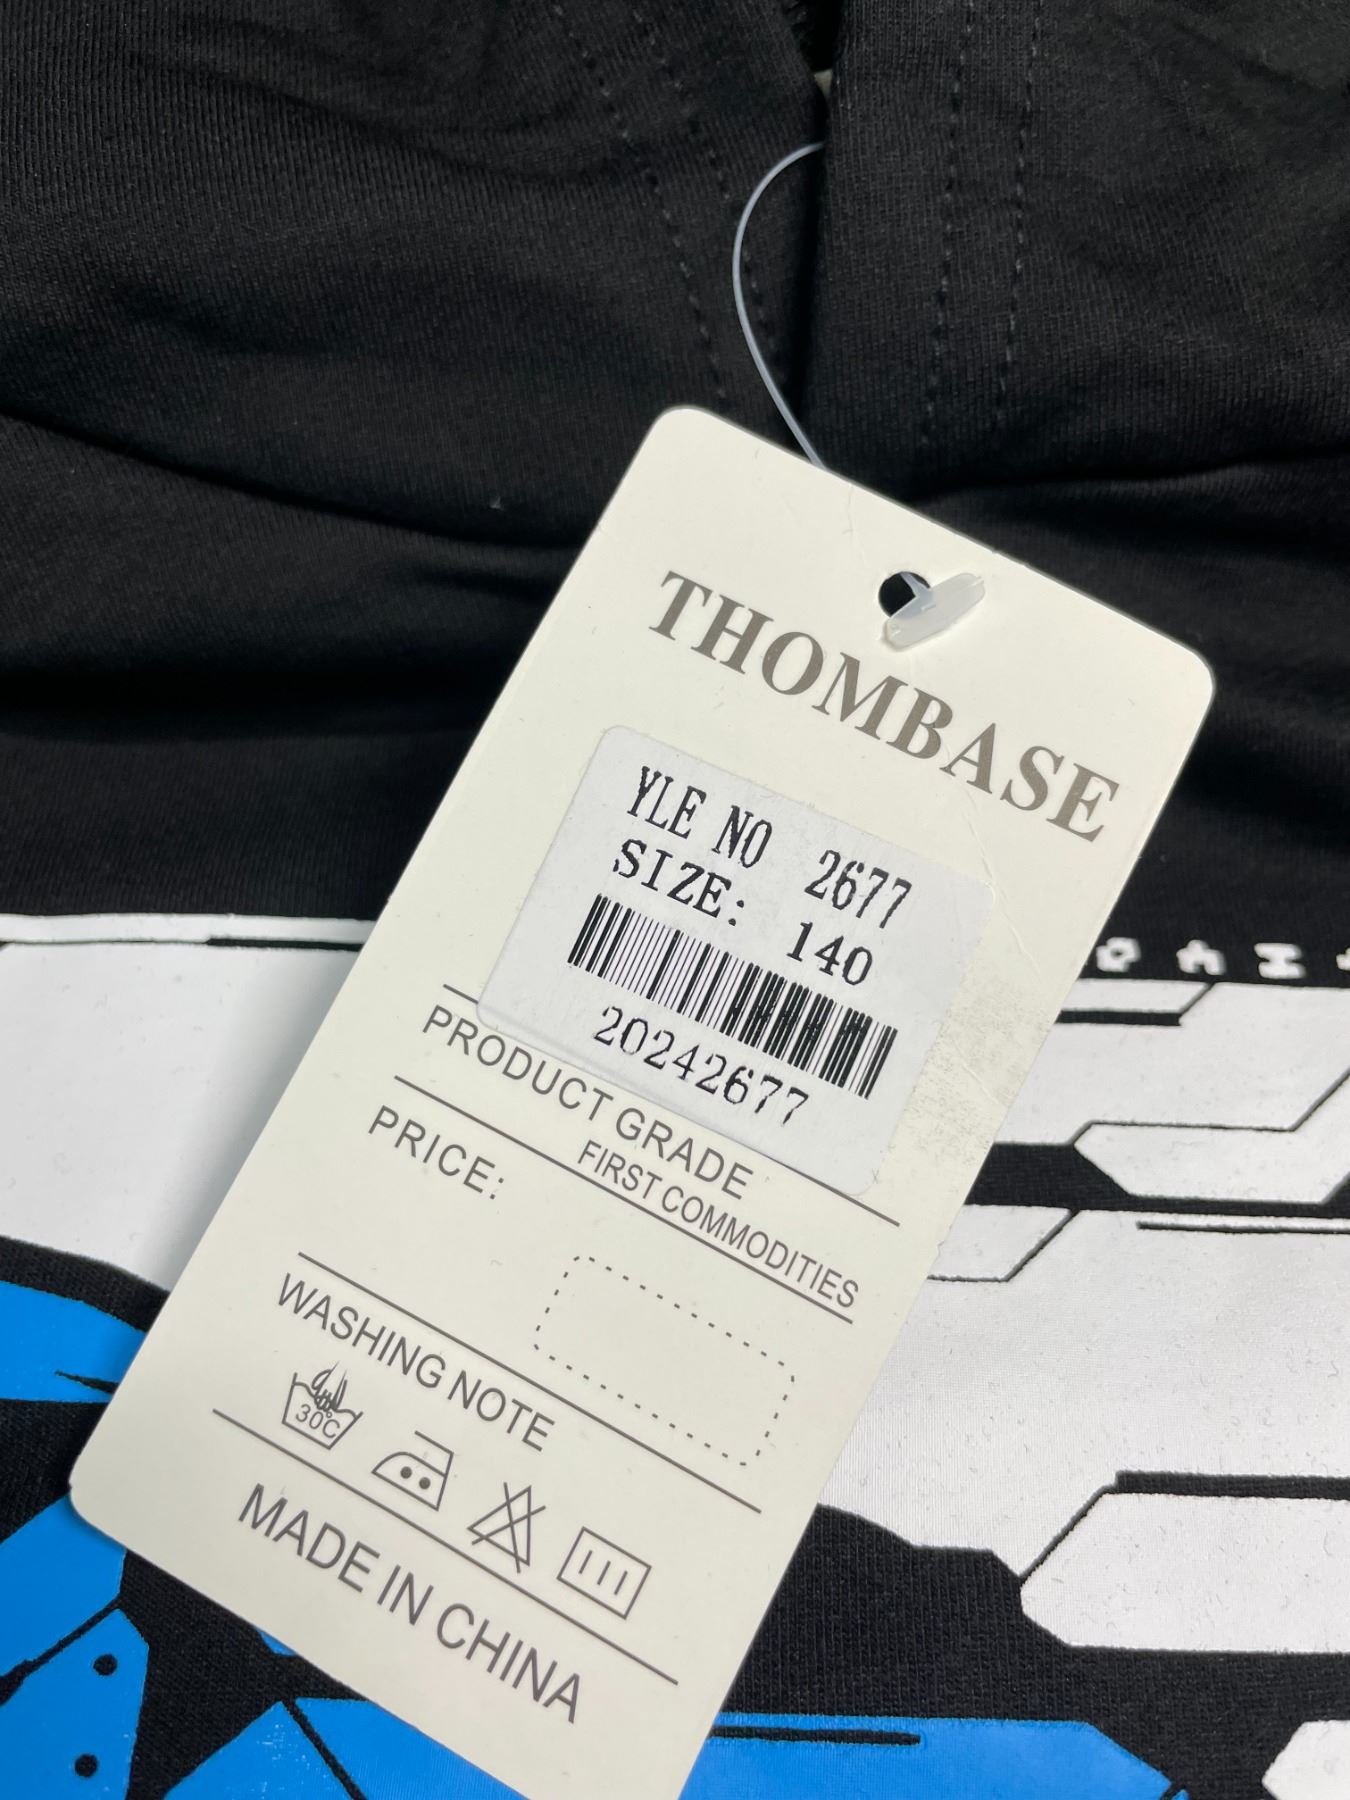 THOMBASE
YLE NO 2677
SIZE: 140
20242677
PRODUCT GRADE
FIRST COMMODITIES
PRICE:
WASHING NOTE
30°C
MADE IN CHINA